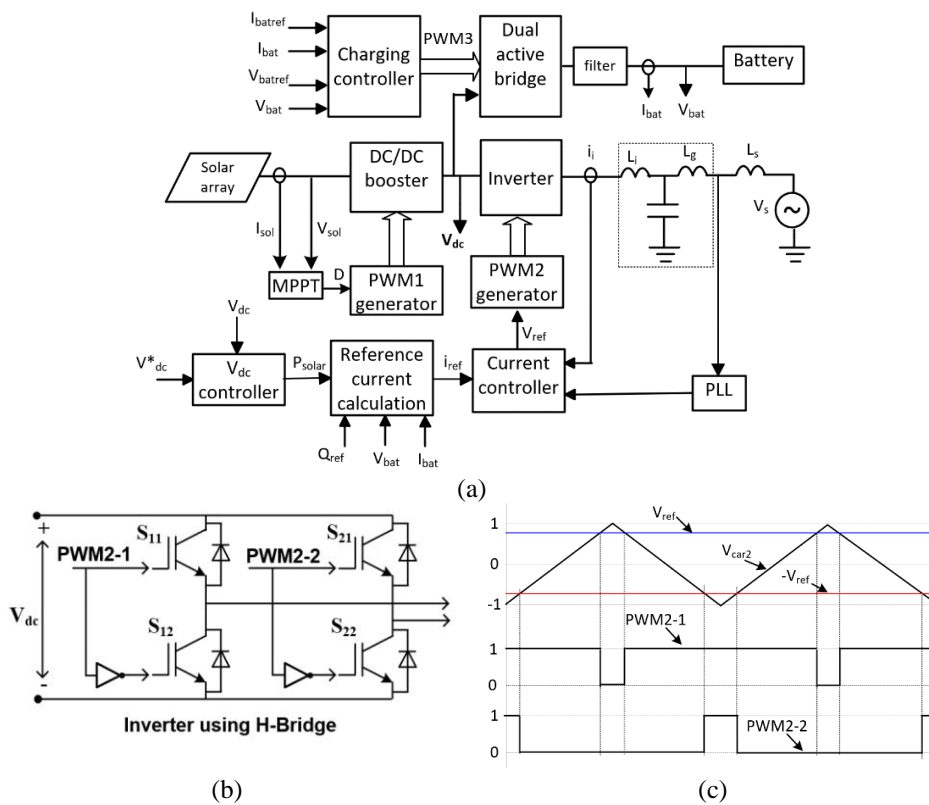 I_batref
I_bat
V_batref
V_bat
Charging
controller
PWM3
Dual
active
bridge
filter
Battery
I_bat
V_bat
Solar
array
I_sol
V_sol
DC/DC
booster
V_dc
Inverter
i_i
L_i
L_g
L_s
V_s
MPPT
D
PWM1
generator
PWM2
generator
V_ref
V_dc
V*_dc
V_dc
controller
P_solar
Reference
current
calculation
i_ref
Current
controller
PLL
Q_ref
V_bat
I_bat
(a)
+
V_dc
-
PWM2-1
S_11
S_12
PWM2-2
S_21
S_22
Inverter using H-Bridge
(b)
1
0
-1
V_ref
V_car2
-V_ref
PWM2-1
1
0
1
0
PWM2-2
(c)